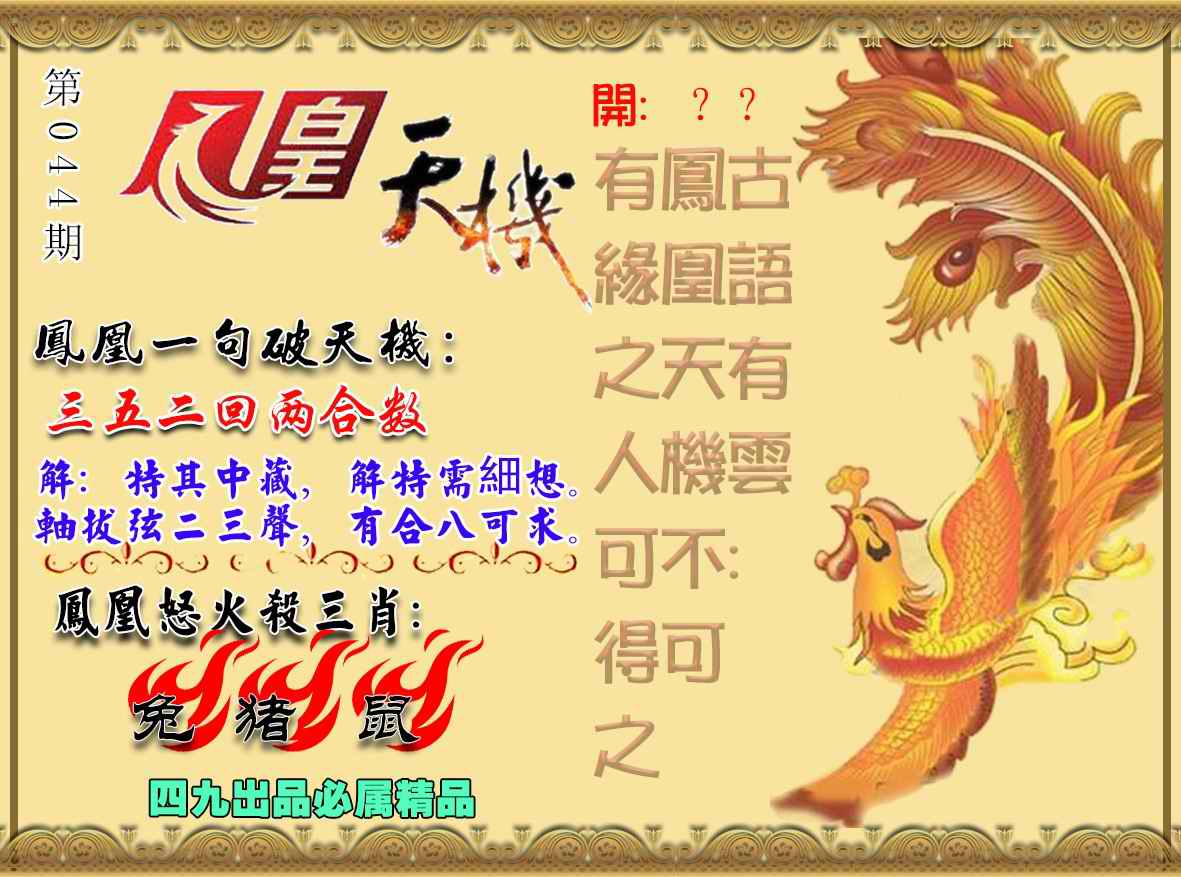 第044期
鳳凰天機
鳳凰一句破天機：
三五二回两合数
解：特其中藏，解特需細想。
軸拔弦二三聲，有合八可求。
鳳凰怒火殺三肖：
兔 猪 鼠
四九出品必属精品
開：？？
古語有雲：
鳳凰天機不可
有緣之人可得之